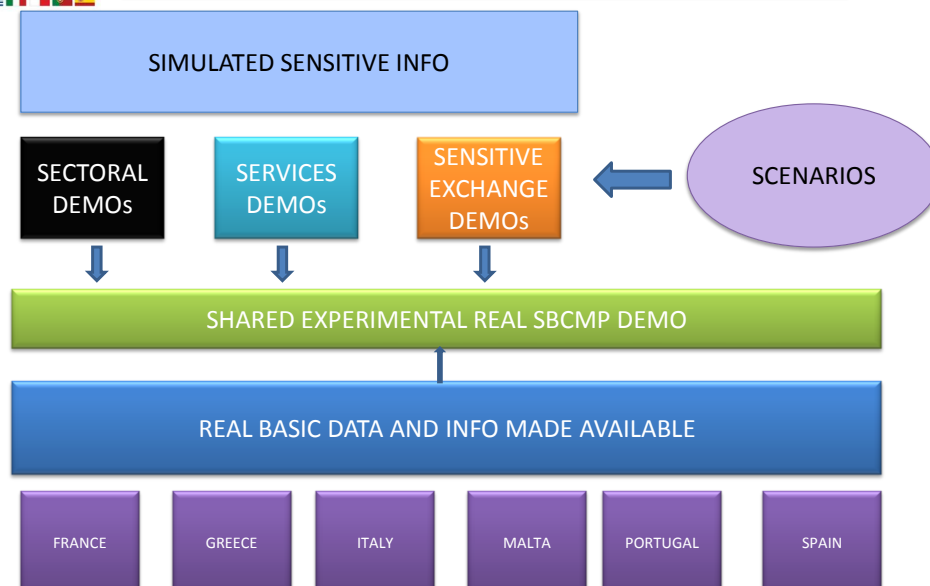 SIMULATED SENSITIVE INFO
SECTORAL
DEMOs
SERVICES
DEMOs
SENSITIVE
EXCHANGE
DEMOs
SCENARIOS
SHARED EXPERIMENTAL REAL SBCMP DEMO
REAL BASIC DATA AND INFO MADE AVAILABLE
FRANCE
GREECE
ITALY
MALTA
PORTUGAL
SPAIN